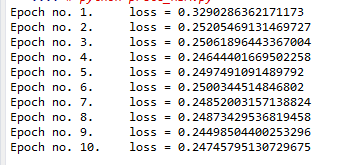 Epoch no. 1. loss = 0.3290286362171173
Epoch no. 2. loss = 0.25205469131469727
Epoch no. 3. loss = 0.25061896443367004
Epoch no. 4. loss = 0.24644401669502258
Epoch no. 5. loss = 0.2497491091489792
Epoch no. 6. loss = 0.2500344514846802
Epoch no. 7. loss = 0.24852003157138824
Epoch no. 8. loss = 0.24873429536819458
Epoch no. 9. loss = 0.24498504400253296
Epoch no. 10. loss = 0.24745795130729675